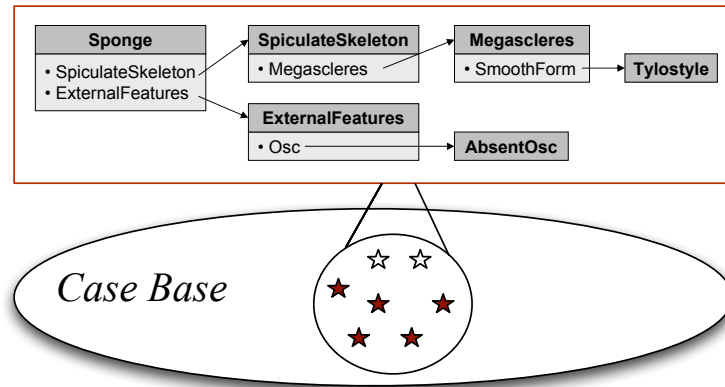 Sponge
• SpiculateSkeleton
• ExternalFeatures
SpiculateSkeleton
• Megascleres
Megascleres
• SmoothForm
Tylostyle
ExternalFeatures
• Osc
AbsentOsc
Case Base